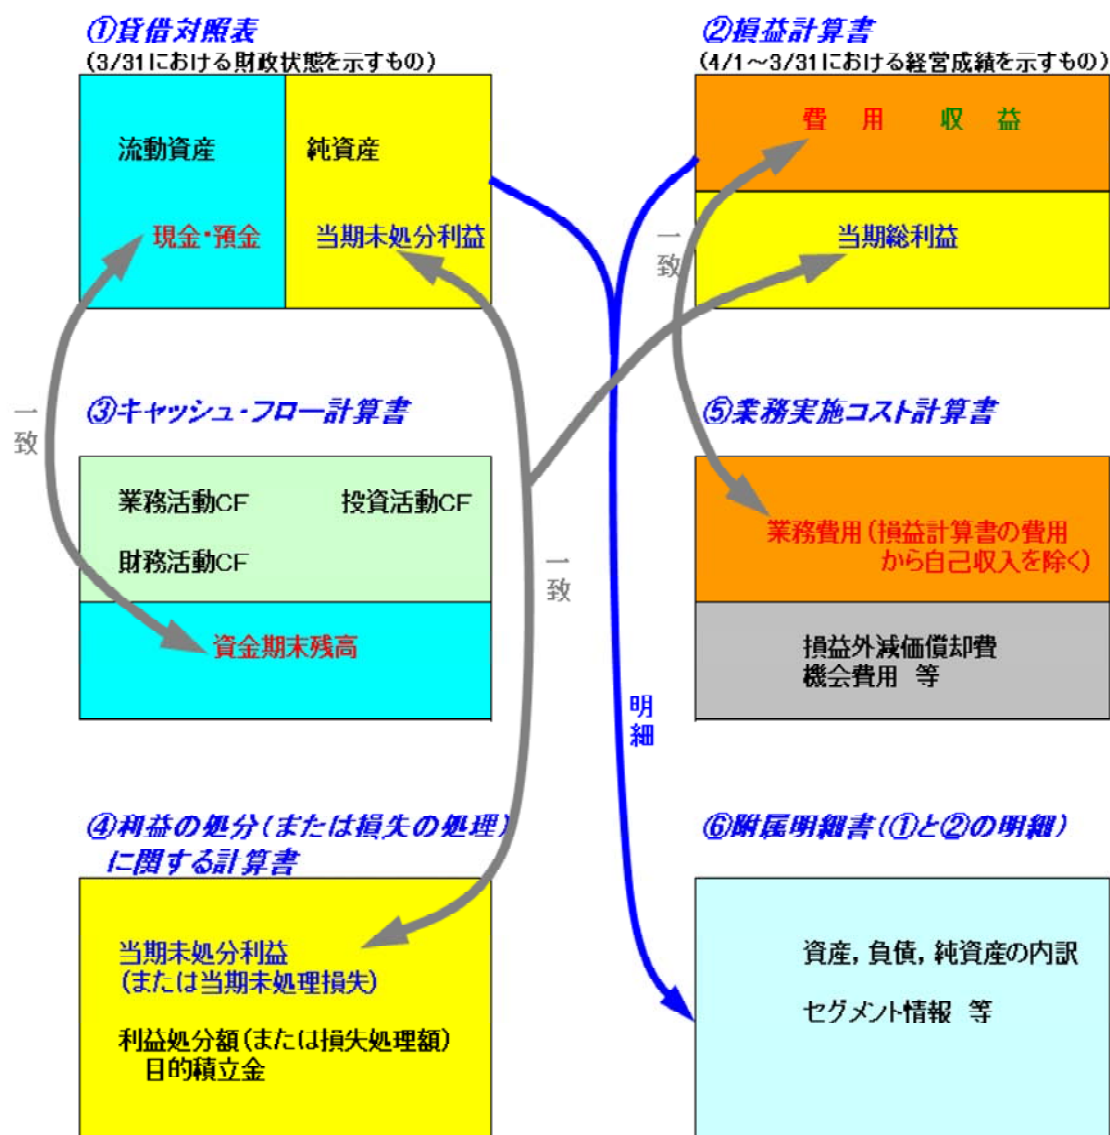 ①貸借対照表
(3/31における財政状態を示すもの)
流動資産
純資産
現金・預金
当期未処分利益
②損益計算書
(4/1～3/31における経営成績を示すもの)
費 用 収 益
当期総利益
一致
一致
③キャッシュ・フロー計算書
業務活動CF 投資活動CF
財務活動CF
資金期末残高
一致
⑤業務実施コスト計算書
業務費用(損益計算書の費用
から自己収入を除く)
損益外減価償却費
機会費用 等
明細
④利益の処分(または損失の処理)
に関する計算書
当期未処分利益
(または当期未処理損失)
利益処分額(または損失処理額)
目的積立金
⑥附属明細書(①と②の明細)
資産, 負債, 純資産の内訳
セグメント情報 等